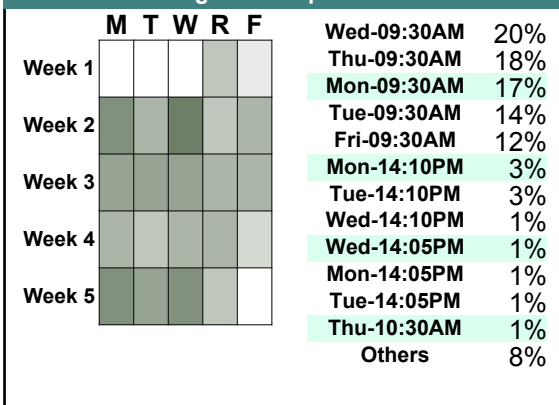 M T W R F
Week 1
Week 2
Week 3
Week 4
Week 5
Wed-09:30AM 20%
Thu-09:30AM 18%
Mon-09:30AM 17%
Tue-09:30AM 14%
Fri-09:30AM 12%
Mon-14:10PM 3%
Tue-14:10PM 3%
Wed-14:10PM 1%
Wed-14:05PM 1%
Mon-14:05PM 1%
Tue-14:05PM 1%
Thu-10:30AM 1%
Others 8%